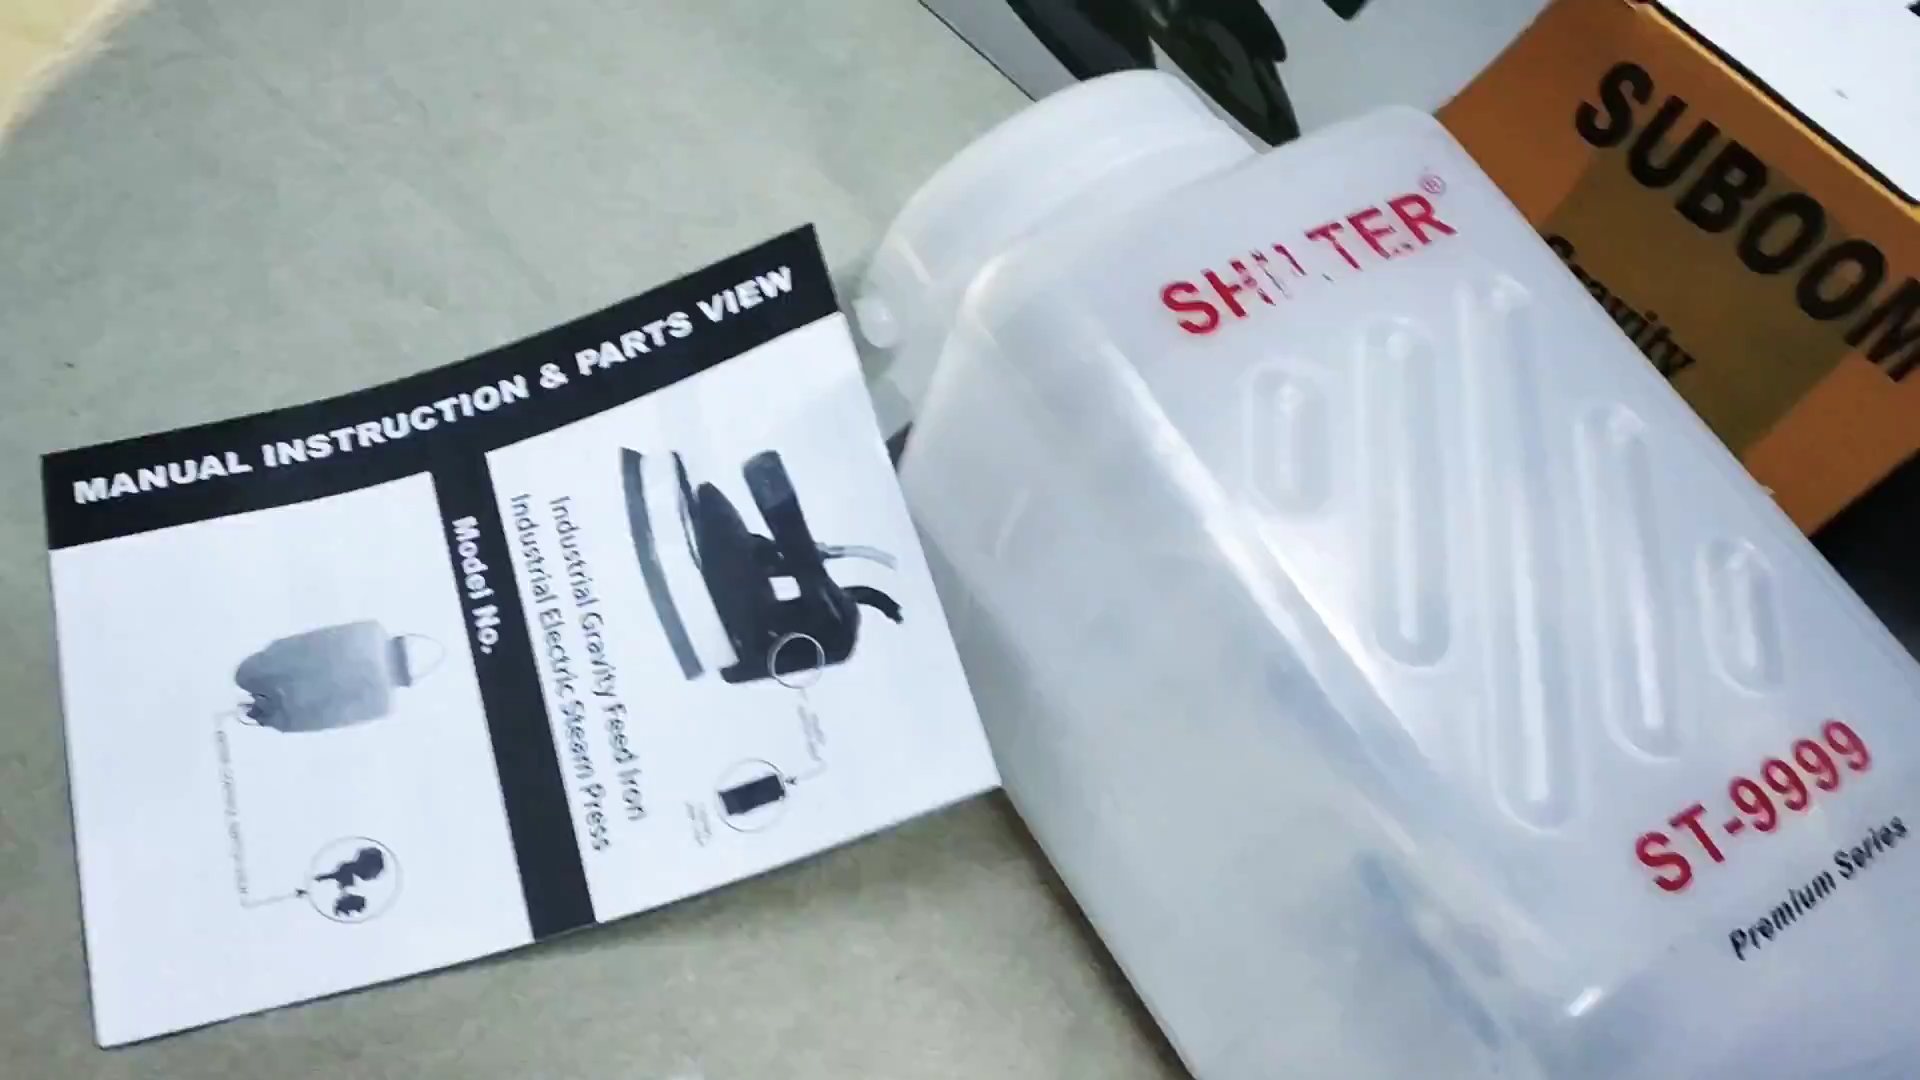 MANUAL INSTRUCTION & PARTS VIEW
Model No.
Industrial Gravity Feed Iron
Industrial Electric Steam Press
ST-9999
Premium Series
SUBOOM
Gravity